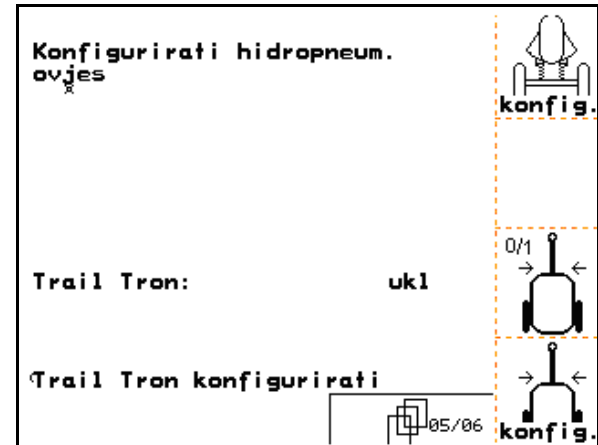 Konfigurirati hidropneum.
ovjes
konfig.
0/1
Trail Tron: ukl
Trail Tron konfigurirati
05/06
konfig.